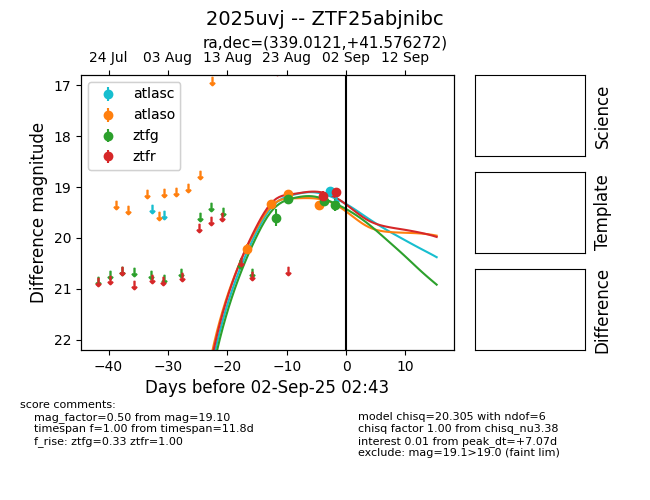 2025uvj -- ZTF25abjnibc
ra,dec=(339.0121,+41.576272)
24 Jul 03 Aug 13 Aug 23 Aug 02 Sep 12 Sep
17
18
19
20
21
22
Difference magnitude
atlasc
atlaso
ztfg
ztfr
−40 −30 −20 −10 0 10
Days before 02-Sep-25 02:43
Science
Template
Difference
score comments:
mag_factor=0.50 from mag=19.10
timespan f=1.00 from timespan=11.8d
f_rise: ztfg=0.33 ztfr=1.00
model chisq=20.305 with ndof=6
chisq factor 1.00 from chisq_nu3.38
interest 0.01 from peak_dt=+7.07d
exclude: mag=19.1>19.0 (faint lim)